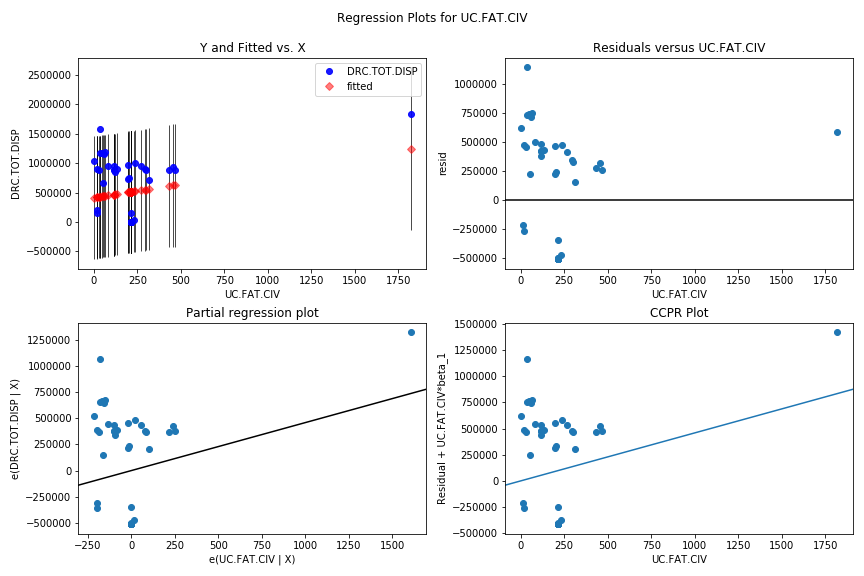 Regression Plots for UC.FAT.CIV
Y and Fitted vs. X
DRC.TOT.DISP
2500000
2000000
1500000
1000000
500000
0
−500000
DRC.TOT.DISP
fitted
0 250 500 750 1000 1250 1500 1750
UC.FAT.CIV
Residuals versus UC.FAT.CIV
resid
1000000
750000
500000
250000
0
−250000
−500000
0 250 500 750 1000 1250 1500 1750
UC.FAT.CIV
Partial regression plot
e(DRC.TOT.DISP | X)
1250000
1000000
750000
500000
250000
0
−250000
−500000
−250 0 250 500 750 1000 1250 1500
e(UC.FAT.CIV | X)
CCPR Plot
Residual + UC.FAT.CIV*beta_1
1500000
1250000
1000000
750000
500000
250000
0
−250000
−500000
0 250 500 750 1000 1250 1500 1750
UC.FAT.CIV